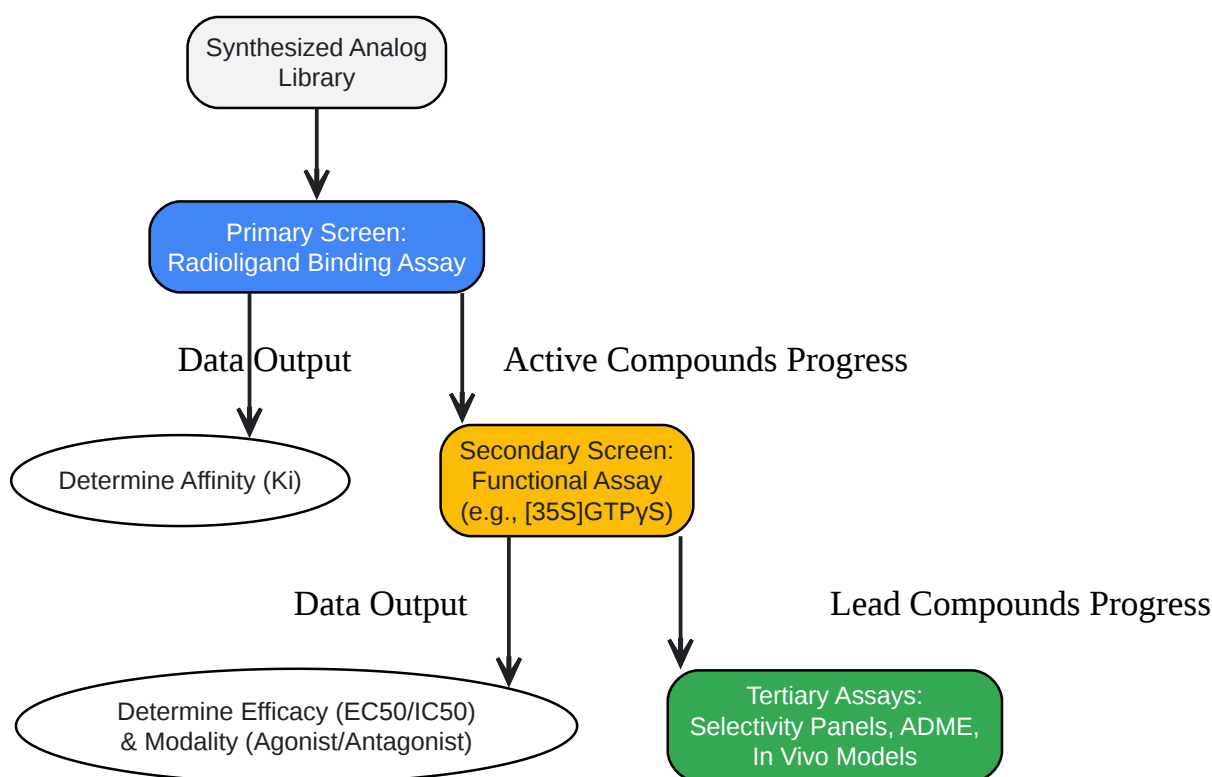 Synthesized Analog
Library
Primary Screen:
Radioligand Binding Assay
Data Output
Active Compounds Progress
Determine Affinity (Ki)
Secondary Screen:
Functional Assay
(e.g., [35S]GTPγS)
Data Output
Lead Compounds Progress
Determine Efficacy (EC50/IC50)
& Modality (Agonist/Antagonist)
Tertiary Assays:
Selectivity Panels, ADME,
In Vivo Models